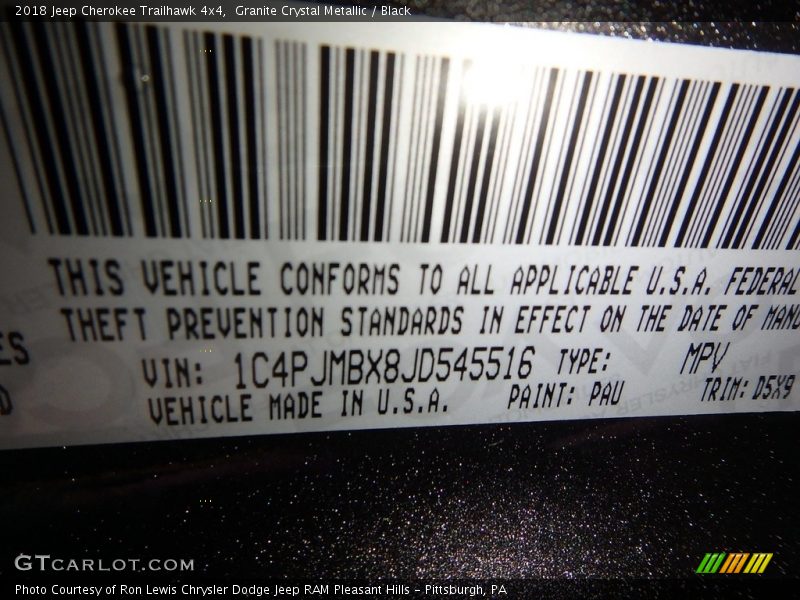 2018 Jeep Cherokee Trailhawk 4x4, Granite Crystal Metallic / Black
THIS VEHICLE CONFORMS TO ALL APPLICABLE U.S.A. FEDERAL
THEFT PREVENTION STANDARDS IN EFFECT ON THE DATE OF MANU
ES
VIN: 1C4PJMBX8JD545516 TYPE: MPV
D
VEHICLE MADE IN U.S.A. PAINT: PAU TRIM: D5X9
GTCARLOT.COM
Photo Courtesy of Ron Lewis Chrysler Dodge Jeep RAM Pleasant Hills – Pittsburgh, PA